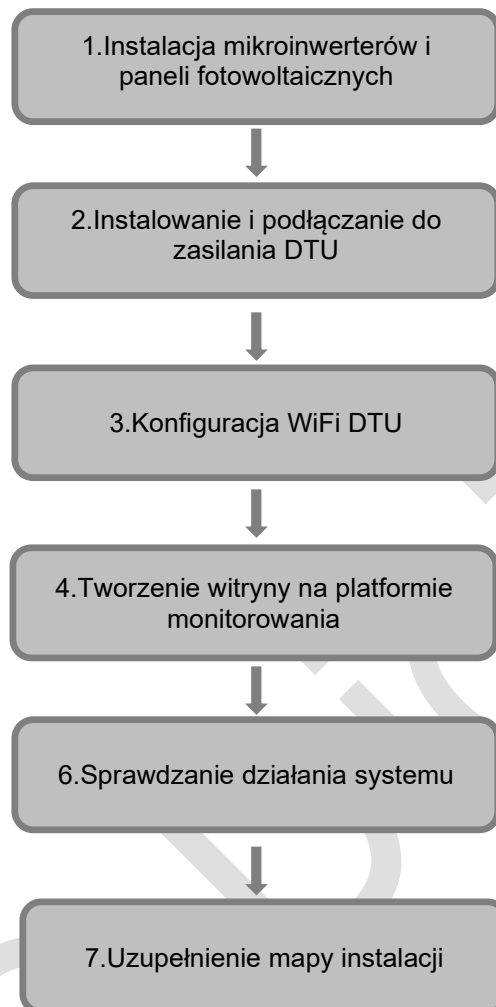 1.Instalacja mikroinwerterów i
paneli fotowoltaicznych
2.Instalowanie i podłączanie do
zasilania DTU
3.Konfiguracja WiFi DTU
4.Tworzenie witryny na platformie
monitorowania
6.Sprawdzanie działania systemu
7.Uzupełnienie mapy instalacji